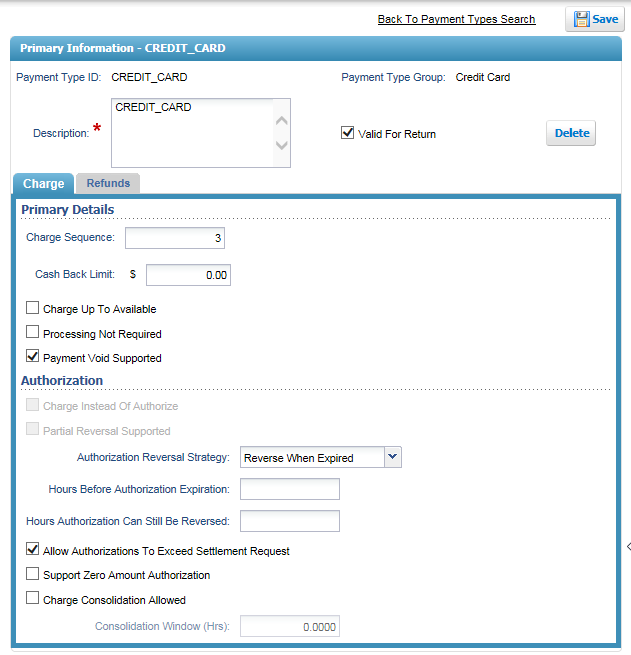 Back To Payment Types Search Save
Primary Information - CREDIT_CARD
Payment Type ID: CREDIT_CARD Payment Type Group: Credit Card
CREDIT_CARD
Description: * Valid For Return Delete
Charge Refunds
Primary Details
Charge Sequence: 3
Cash Back Limit: $ 0.00
Charge Up To Available
Processing Not Required
Payment Void Supported
Authorization
Charge Instead Of Authorize
Partial Reversal Supported
Authorization Reversal Strategy: Reverse When Expired
Hours Before Authorization Expiration:
Hours Authorization Can Still Be Reversed:
Allow Authorizations To Exceed Settlement Request
Support Zero Amount Authorization
Charge Consolidation Allowed
Consolidation Window (Hrs): 0.0000